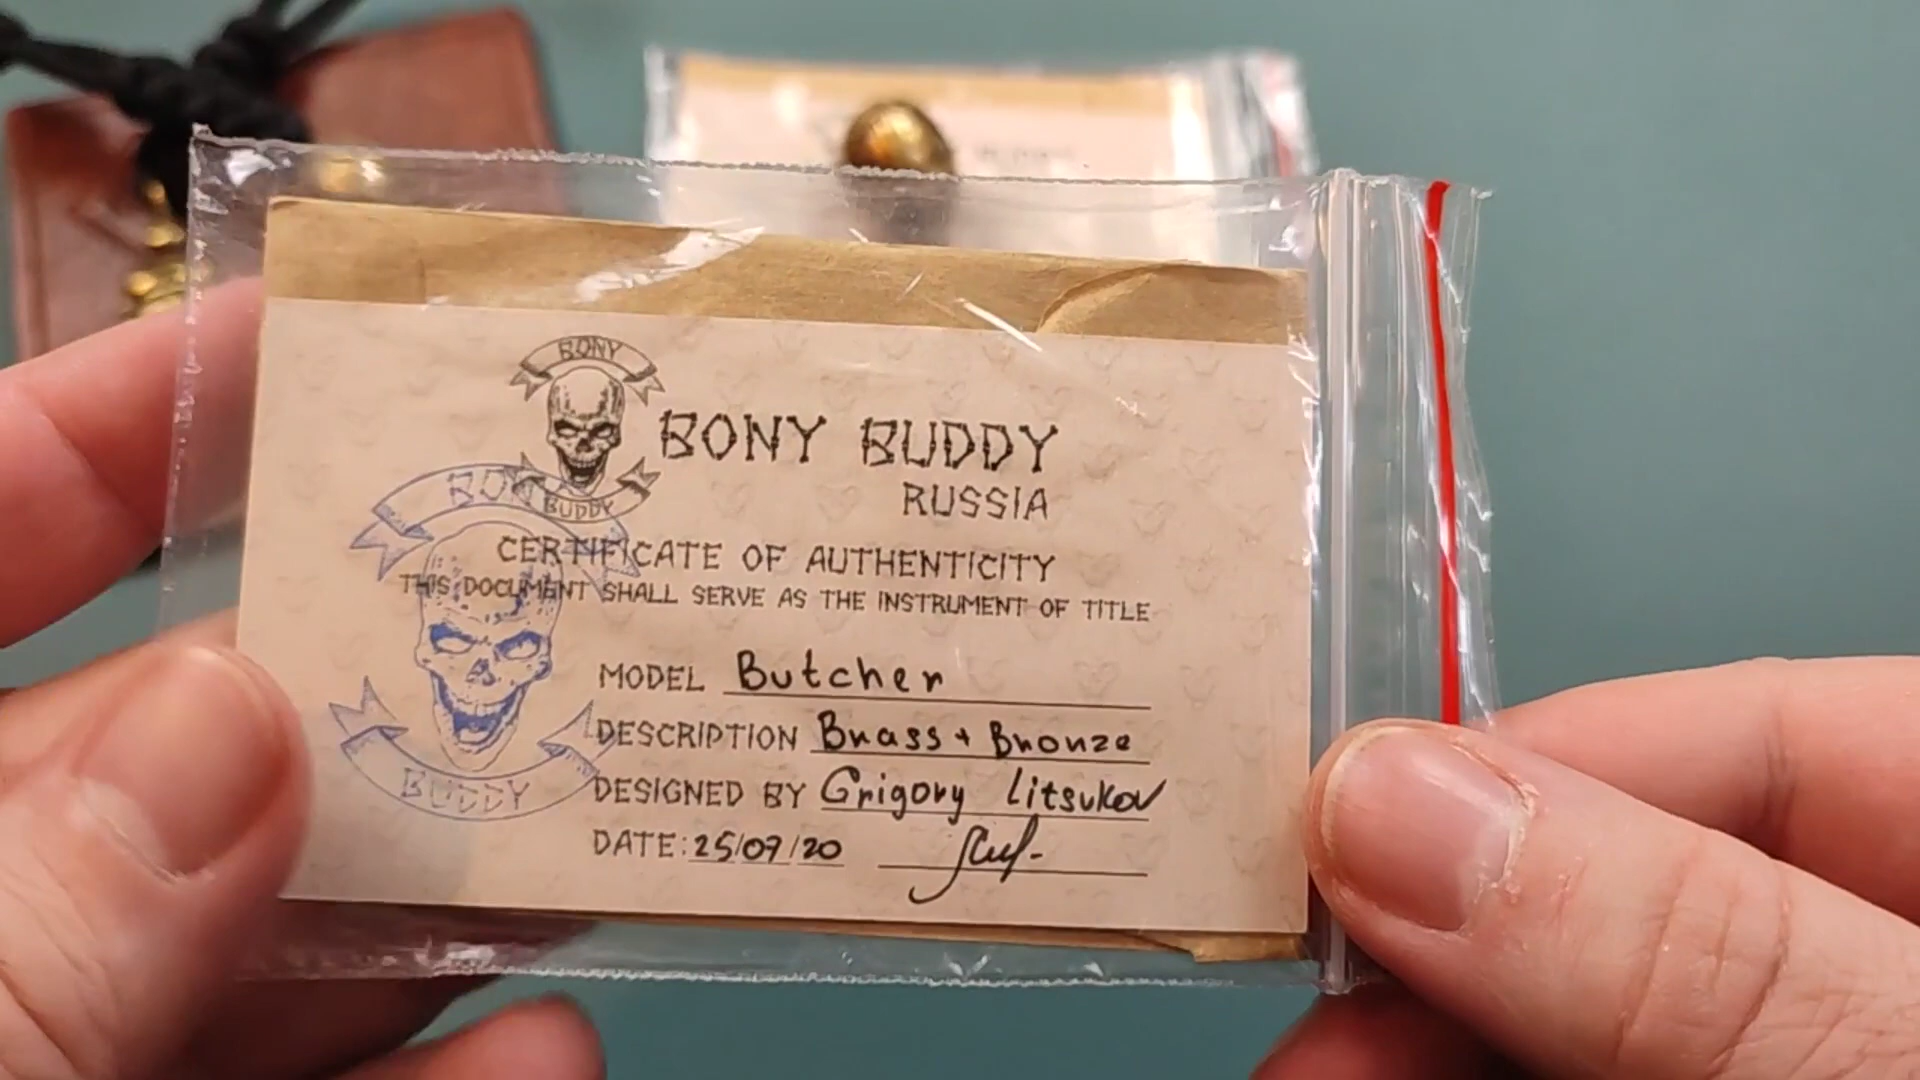 BONY
BUDDY
BONY BUDDY
RUSSIA
CERTIFICATE OF AUTHENTICITY
THIS DOCUMENT SHALL SERVE AS THE INSTRUMENT OF TITLE
MODEL Butcher
DESCRIPTION Brass + Bronze
DESIGNED BY Grigory Litsukov
DATE: 25/09/20
BONY
BUDDY